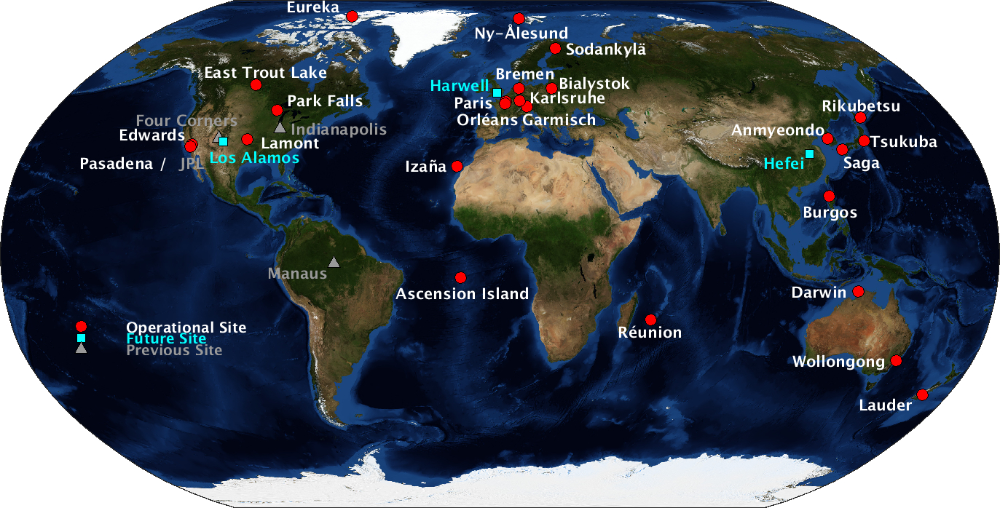 Eureka
Ny-Ålesund
Sodankylä
East Trout Lake
Bremen
Harwell
Bialystok
Park Falls
Paris
Karlsruhe
Rikubetsu
Four Corners
Orléans Garmisch
Indianapolis
Anmyeondo
Edwards
Lamont
Tsukuba
Los Alamos
Pasadena / JPL
Hefei
Saga
Izaña
Burgos
Manaus
Ascension Island
Darwin
Operational Site
Future Site
Previous Site
Réunion
Wollongong
Lauder